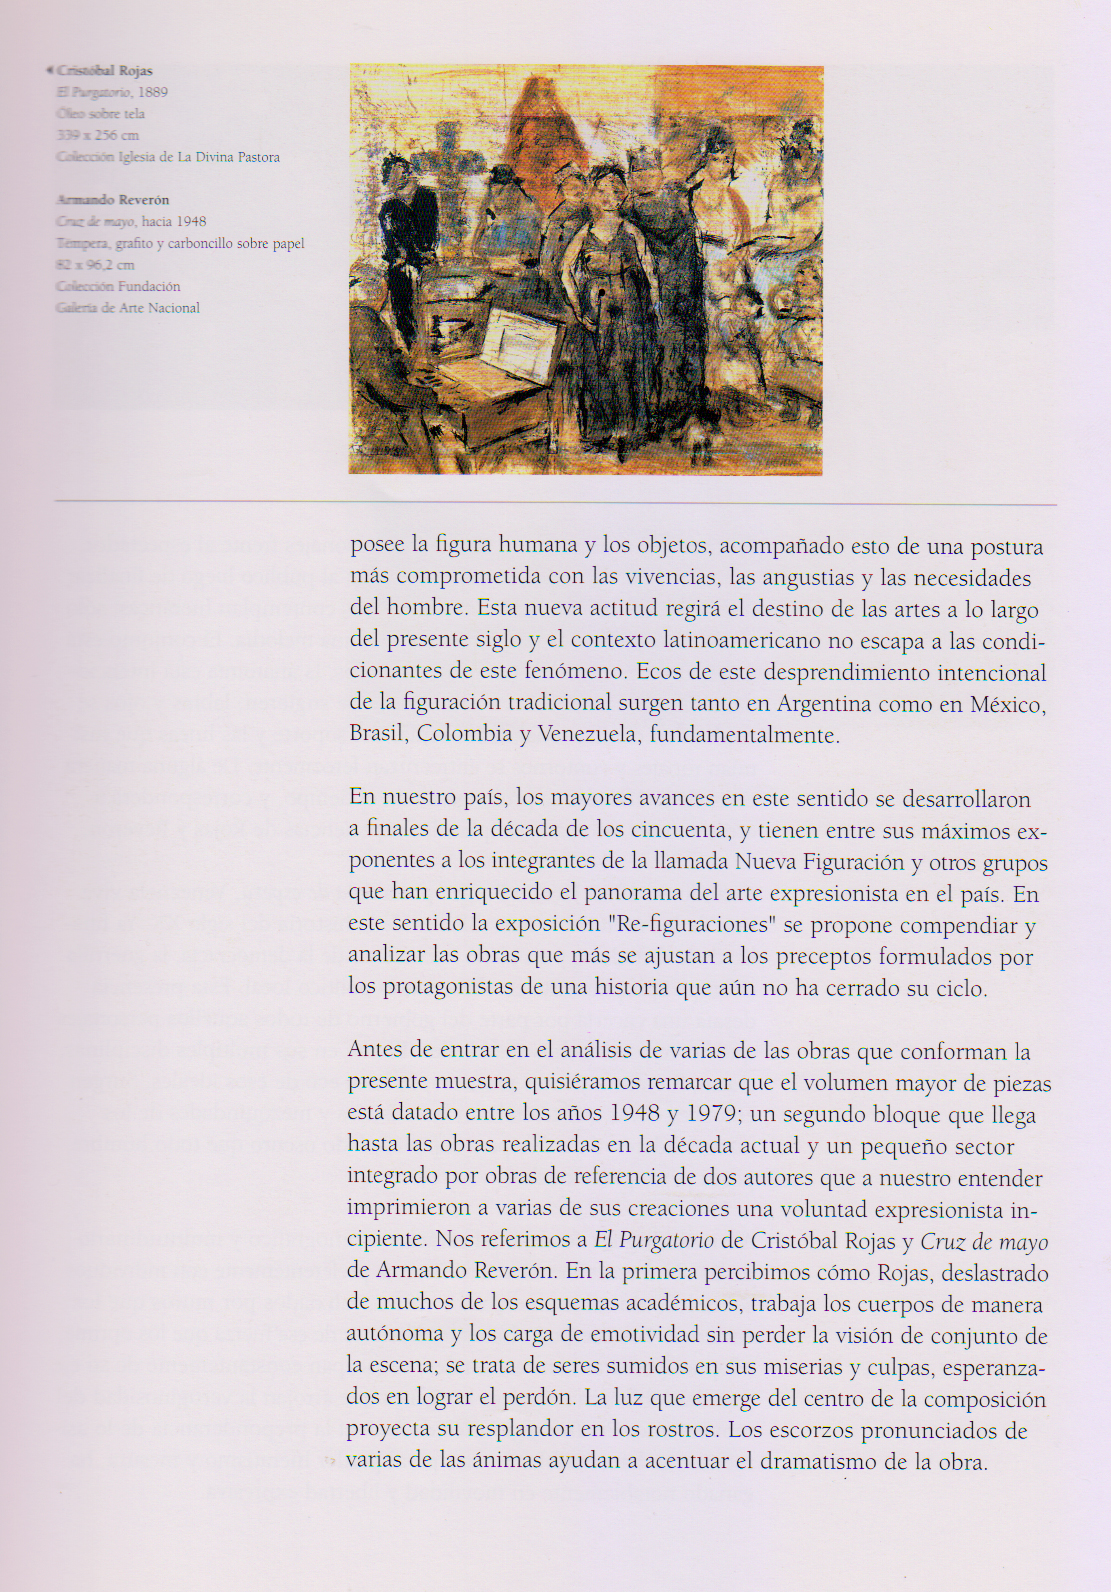 Cristóbal Rojas
El Purgatorio, 1889
Óleo sobre tela
339 x 256 cm
Colección Iglesia de La Divina Pastora
Armando Reverón
Cruz de mayo, hacia 1948
Tempera, grafito y carboncillo sobre papel
82 x 96,2 cm
Colección Fundación
Galería de Arte Nacional
posee la figura humana y los objetos, acompañado esto de una postura
más comprometida con las vivencias, las angustias y las necesidades
del hombre. Esta nueva actitud regirá el destino de las artes a lo largo
del presente siglo y el contexto latinoamericano no escapa a las condi-
cionantes de este fenómeno. Ecos de este desprendimiento intencional
de la figuración tradicional surgen tanto en Argentina como en México,
Brasil, Colombia y Venezuela, fundamentalmente.
En nuestro país, los mayores avances en este sentido se desarrollaron
a finales de la década de los cincuenta, y tienen entre sus máximos ex-
ponentes a los integrantes de la llamada Nueva Figuración y otros grupos
que han enriquecido el panorama del arte expresionista en el país. En
este sentido la exposición "Re-figuraciones" se propone compendiar y
analizar las obras que más se ajustan a los preceptos formulados por
los protagonistas de una historia que aún no ha cerrado su ciclo.
Antes de entrar en el análisis de varias de las obras que conforman la
presente muestra, quisiéramos remarcar que el volumen mayor de piezas
está datado entre los años 1948 y 1979; un segundo bloque que llega
hasta las obras realizadas en la década actual y un pequeño sector
integrado por obras de referencia de dos autores que a nuestro entender
imprimieron a varias de sus creaciones una voluntad expresionista in-
cipiente. Nos referimos a El Purgatorio de Cristóbal Rojas y Cruz de mayo
de Armando Reverón. En la primera percibimos cómo Rojas, deslastrado
de muchos de los esquemas académicos, trabaja los cuerpos de manera
autónoma y los carga de emotividad sin perder la visión de conjunto de
la escena; se trata de seres sumidos en sus miserias y culpas, esperanza-
dos en lograr el perdón. La luz que emerge del centro de la composición
proyecta su resplandor en los rostros. Los escorzos pronunciados de
varias de las ánimas ayudan a acentuar el dramatismo de la obra.